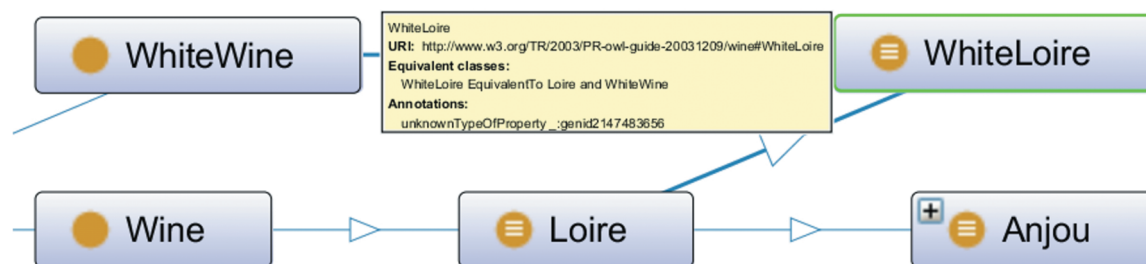 WhiteWine
WhiteLoire
URI: http://www.w3.org/TR/2003/PR-owl-guide-20031209/wine#WhiteLoire
Equivalent classes:
WhiteLoire EquivalentTo Loire and WhiteWine
Annotations:
unknownTypeOfProperty _:genid2147483656
WhiteLoire
Wine
Loire
Anjou